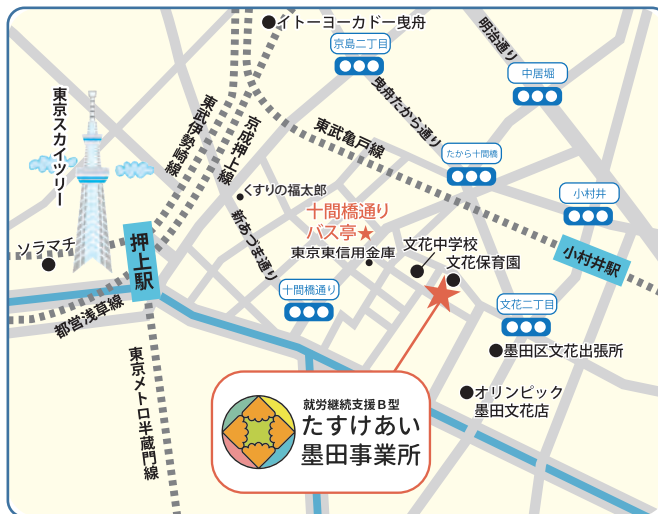 イトーヨーカドー曳舟
京島二丁目
明治通り
中居堀
東京スカイツリー
東武伊勢崎線
京成押上線
東武亀戸線
曳舟たから通り
たから十間橋
小村井
くすりの福太郎
新あづま通り
十間橋通り
バス亭★
東京東信用金庫
文花中学校
文花保育園
小村井駅
ソラマチ
押上駅
十間橋通り
文花二丁目
都営浅草線
墨田区文花出張所
東京メトロ半蔵門線
オリンピック
墨田文花店
就労継続支援B型
たすけあい
墨田事業所